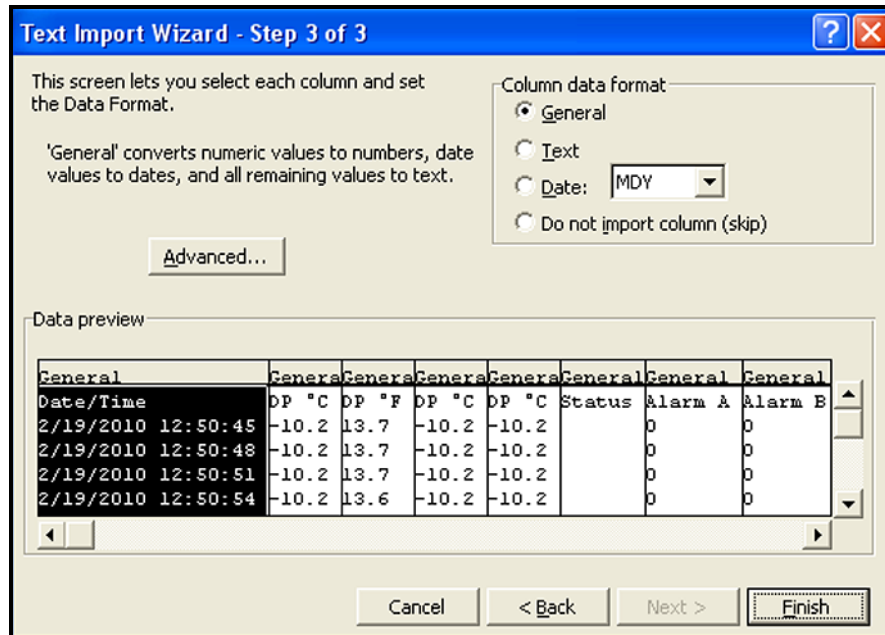 Text Import Wizard - Step 3 of 3
This screen lets you select each column and set
the Data Format.
'General' converts numeric values to numbers, date
values to dates, and all remaining values to text.
Advanced...
Column data format
General
Text
Date: MDY
Do not import column (skip)
Data preview
General Genera Genera Genera Genera General General General
Date/Time DP °C DP °F DP °C DP °C Status Alarm A Alarm B
2/19/2010 12:50:45 -10.2 13.7 -10.2 -10.2 0 0
2/19/2010 12:50:48 -10.2 13.7 -10.2 -10.2 0 0
2/19/2010 12:50:51 -10.2 13.7 -10.2 -10.2 0 0
2/19/2010 12:50:54 -10.2 13.6 -10.2 -10.2 0 0
Cancel < Back Next > Finish